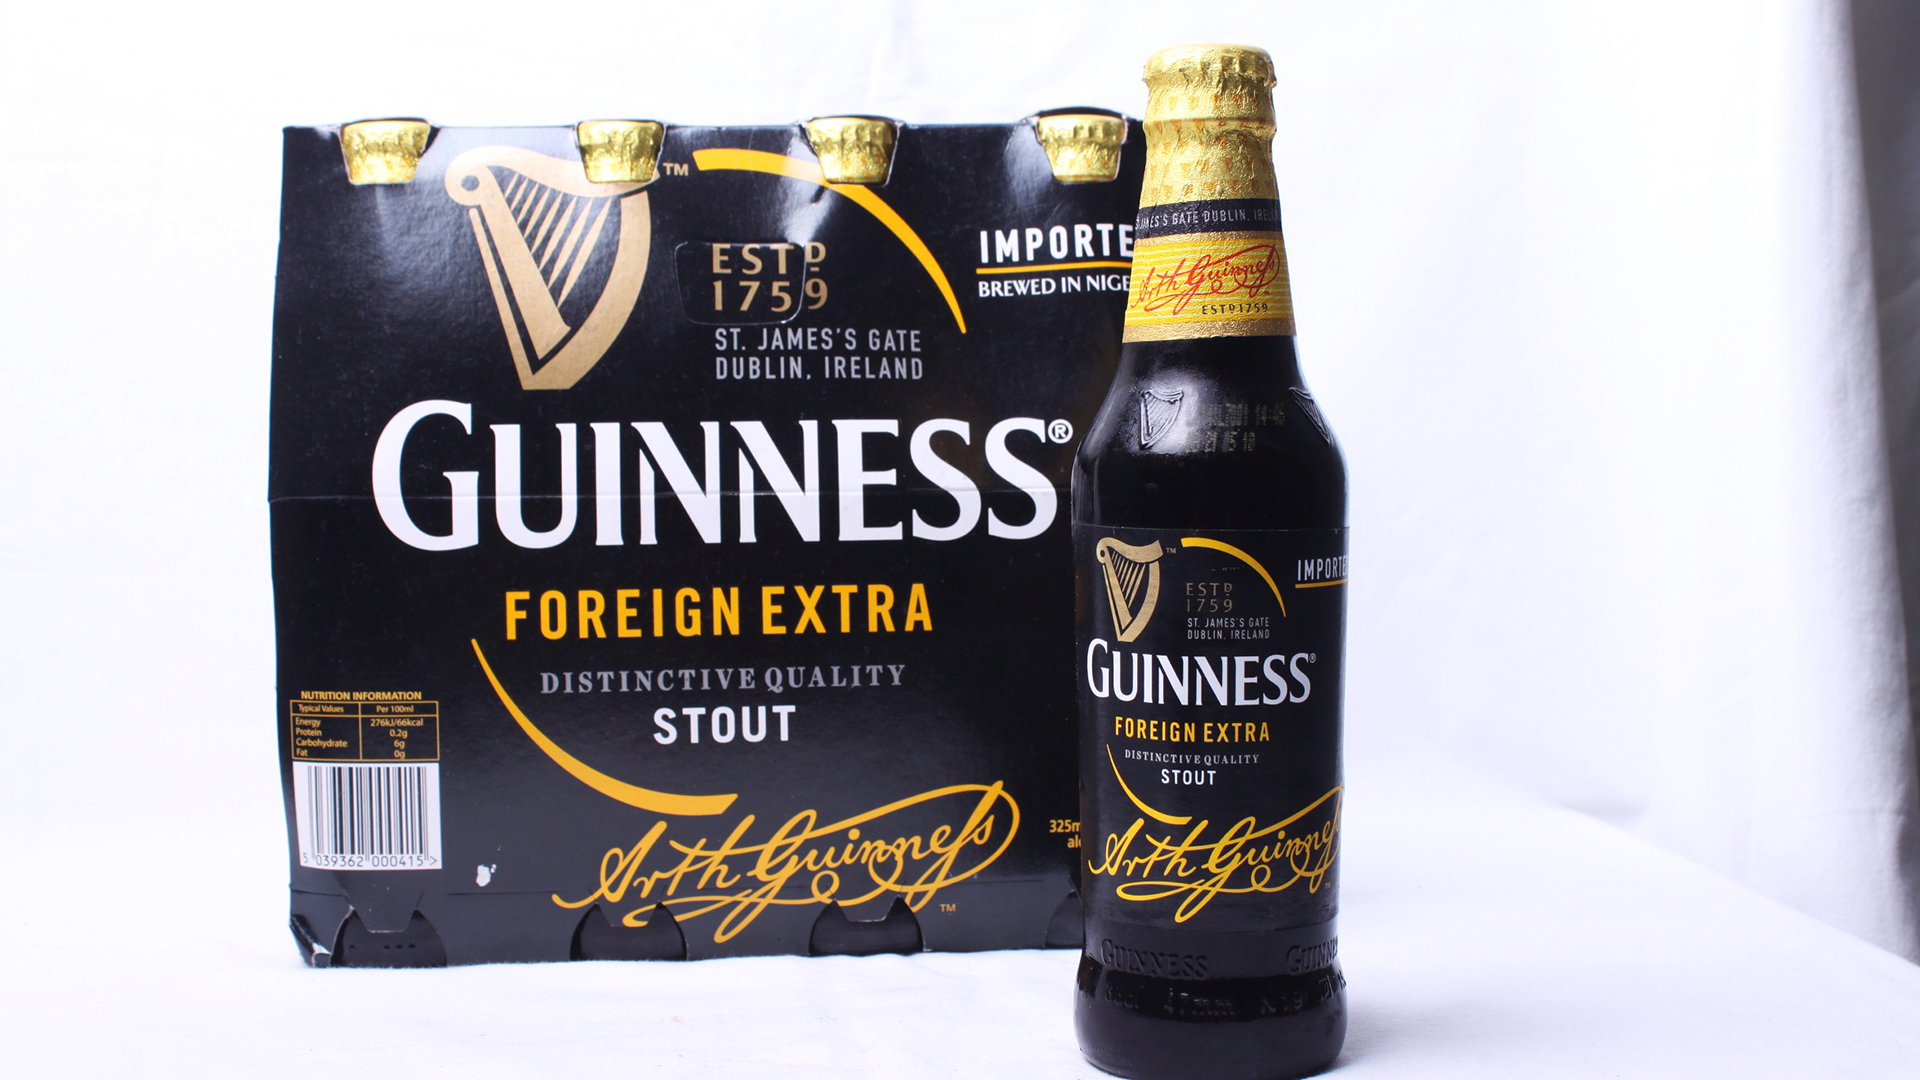 ™
ESTD
1759
ST. JAMES'S GATE
DUBLIN, IRELAND
IMPORTE
BREWED IN NIGE
GUINNESS®
FOREIGN EXTRA
DISTINCTIVE QUALITY
STOUT
NUTRITION INFORMATION
Typical Values Per 100ml
Energy 276kJ/66kcal
Protein 0.2g
Carbohydrate 6g
Fat 0g
5 039362 000415 >
Arth Guinness
™
325m
alc
JAMES'S GATE DUBLIN, IREL
Arth Guinness
ESTD 1759
™
IMPORTE
ESTD
1759
ST. JAMES'S GATE
DUBLIN, IRELAND
GUINNESS®
FOREIGN EXTRA
DISTINCTIVE QUALITY
STOUT
Arth Guinness
GUINNESS GUINN